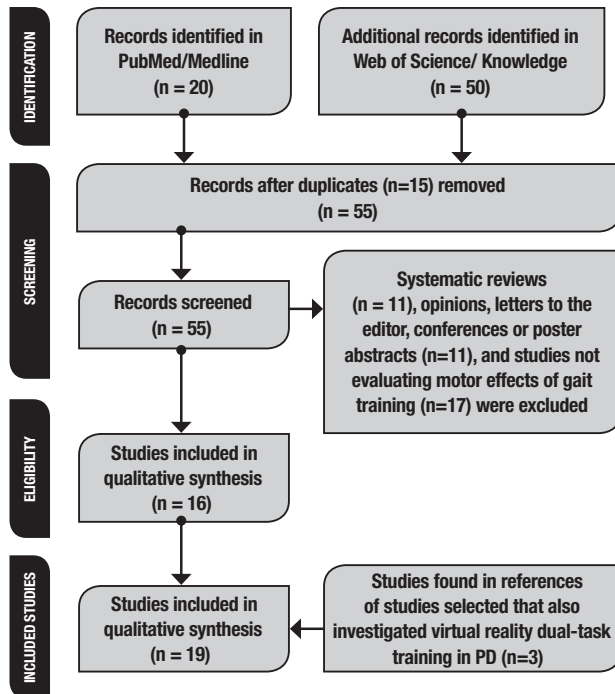 IDENTIFICATION
Records identified in
PubMed/Medline
(n = 20)
Additional records identified in
Web of Science/ Knowledge
(n = 50)
SCREENING
Records after duplicates (n=15) removed
(n = 55)
Records screened
(n = 55)
Systematic reviews
(n = 11), opinions, letters to the
editor, conferences or poster
abstracts (n=11), and studies not
evaluating motor effects of gait
training (n=17) were excluded
ELIGIBILITY
Studies included in
qualitative synthesis
(n = 16)
INCLUDED STUDIES
Studies included in
qualitative synthesis
(n = 19)
Studies found in references
of studies selected that also
investigated virtual reality dual-task
training in PD (n=3)